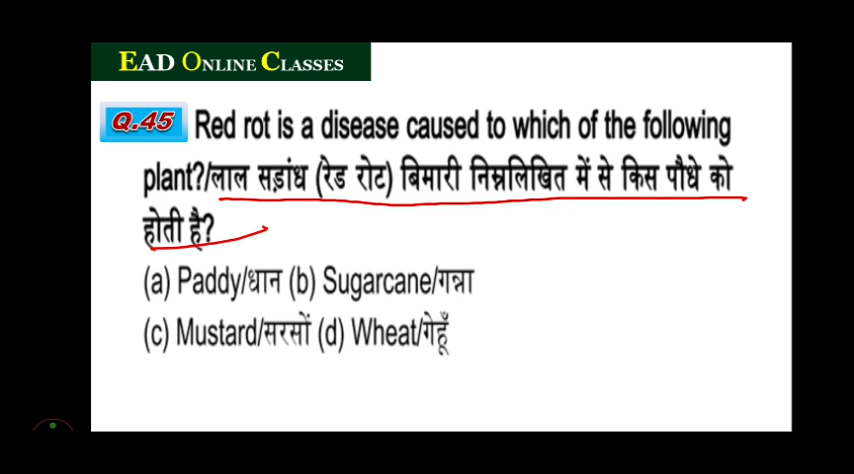 EAD ONLINE CLASSES
Q.45 Red rot is a disease caused to which of the following
plant?/लाल सड़ांध (रेड रोट) बिमारी निम्नलिखित में से किस पौधे को
होती है?
(a) Paddy/धान (b) Sugarcane/गन्ना
(c) Mustard/सरसों (d) Wheat/गेहूँ